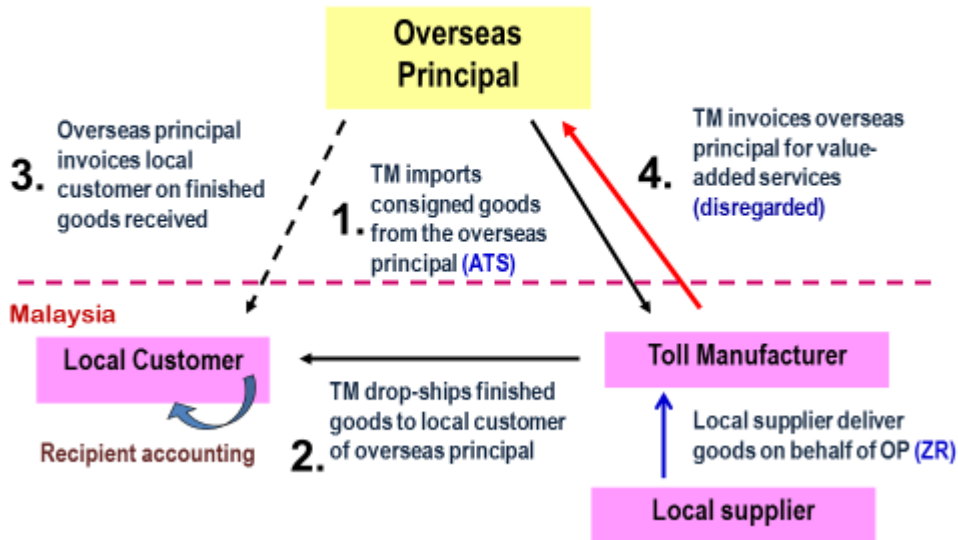 Overseas
Principal
3.
Overseas principal
invoices local
customer on finished
goods received
1.
TM imports
consigned goods
from the overseas
principal (ATS)
4.
TM invoices overseas
principal for value-
added services
(disregarded)
Malaysia
Local Customer
Toll Manufacturer
Recipient accounting
2.
TM drop-ships finished
goods to local customer
of overseas principal
Local supplier deliver
goods on behalf of OP (ZR)
Local supplier